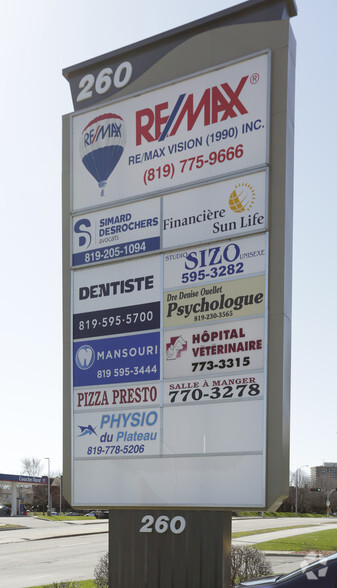 260
RE/MAX
RE/MAX
RE/MAX VISION (1990) INC.
(819) 775-9666
SIMARD
DESROCHERS
avocats
819-205-1094
Financière
Sun Life
STUDIO UNISEXE
SIZO
595-3282
DENTISTE
819-595-5700
Dre Denise Ouellet
Psychologue
819-230-3565
MANSOURI
819 595-3444
HÔPITAL
VÉTÉRINAIRE
773-3315
PIZZA PRESTO
SALLE À MANGER
770-3278
PHYSIO
du Plateau
819-778-5206
260
Couche-Tard